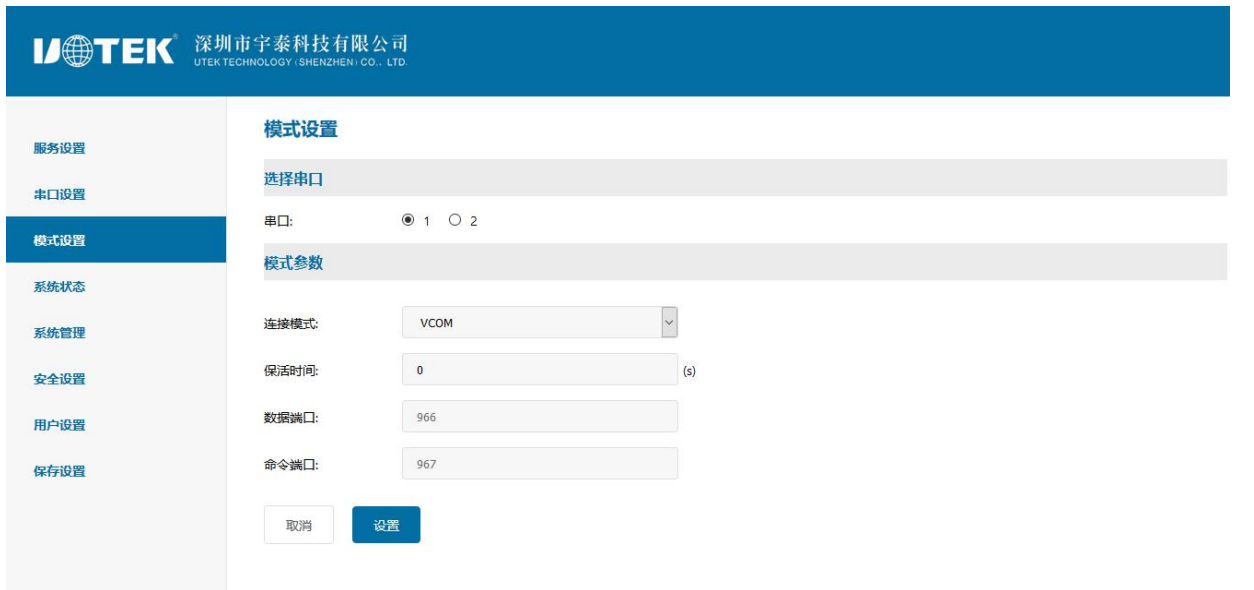 UOTEK® 深圳市宇泰科技有限公司
UTEK TECHNOLOGY (SHENZHEN) CO., LTD.
服务设置
串口设置
模式设置
系统状态
系统管理
安全设置
用户设置
保存设置
模式设置
选择串口
串口: 1 2
模式参数
连接模式: VCOM
保活时间: 0 (s)
数据端口: 966
命令端口: 967
取消 设置